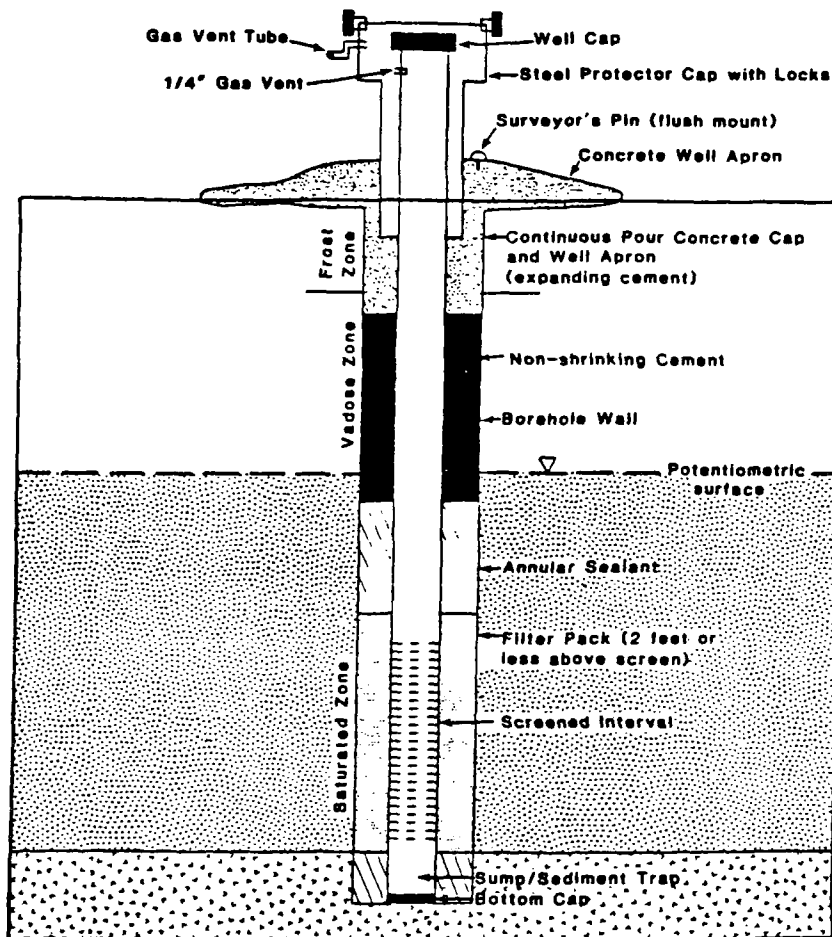 Gas Vent Tube
Well Cap
1/4" Gas Vent
Steel Protector Cap with Locks
Surveyor's Pin (flush mount)
Concrete Well Apron
Frost
Zone
Continuous Pour Concrete Cap
and Well Apron
(expanding cement)
Vadose Zone
Non-shrinking Cement
Borehole Wall
Potentiometric
surface
Annular Sealant
Filter Pack (2 feet or
less above screen)
Saturated Zone
Screened Interval
Sump/Sediment Trap
Bottom Cap